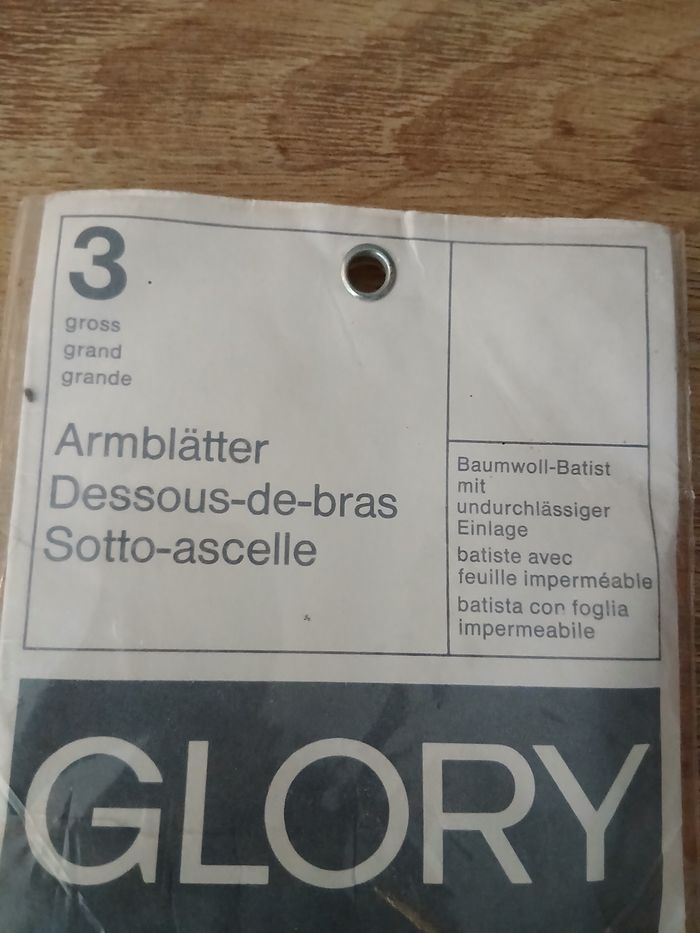 3
gross
grand
grande
Armblätter
Dessous-de-bras
Sotto-ascelle
Baumwoll-Batist
mit
undurchlässiger
Einlage
batiste avec
feuille imperméable
batista con foglia
impermeabile
GLORY